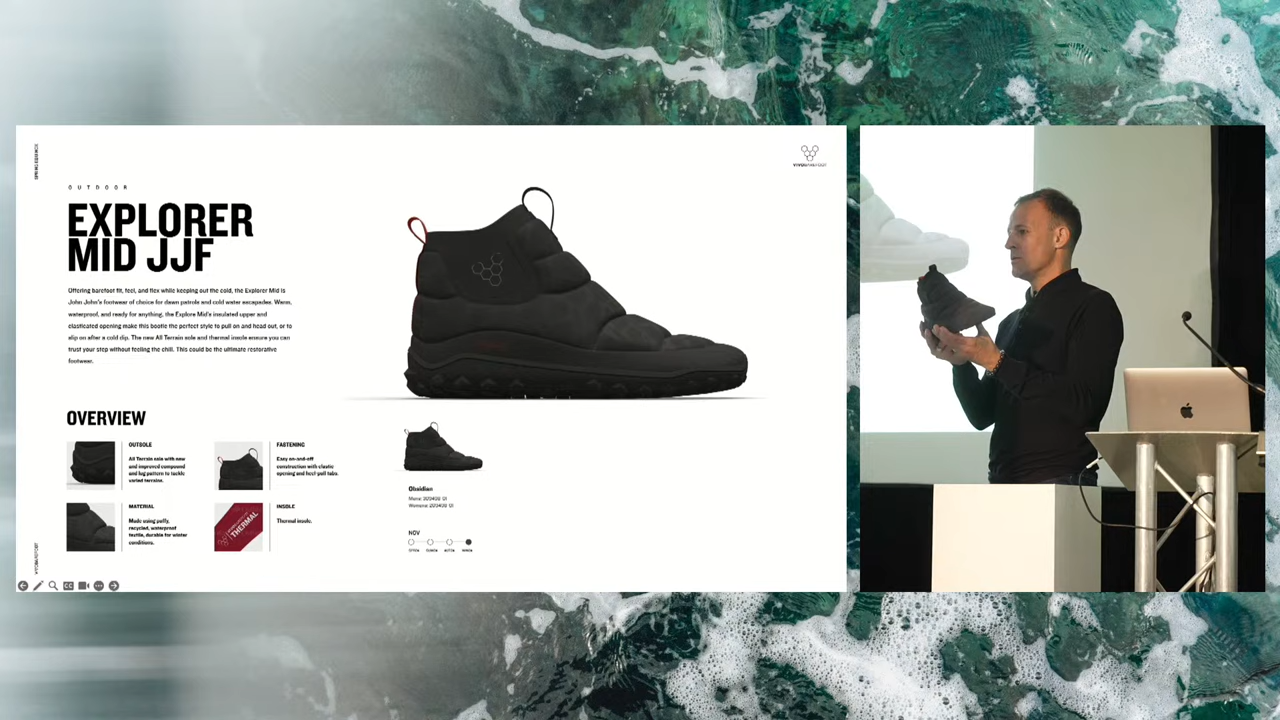 OUTDOOR
EXPLORER
MID JJF
Offering barefoot fit, feel, and flex while keeping out the cold, the Explorer Mid is
John John's footwear of choice for dawn patrols and cold water escapades. Warm,
waterproof, and ready for anything, the Explore Mid's insulated upper and
elasticated opening make this bootie the perfect style to pull on and head out, or to
slip on after a cold dip. The new All Terrain sole and thermal insole ensure you can
trust your step without feeling the chill. This could be the ultimate restorative
footwear.
OVERVIEW
OUTSOLE
All Terrain sole with new
and improved compound
and lug pattern to tackle
varied terrains.
FASTENING
Easy on-and-off
construction with elastic
opening and heel-pull tabs.
MATERIAL
Made using puffy,
recycled, waterproof
textile, durable for winter
conditions.
INSOLE
Thermal insole.
THERMAL
Obsidian
Mens:
Womens:
NOV
VIVOBAREFOOT
CC